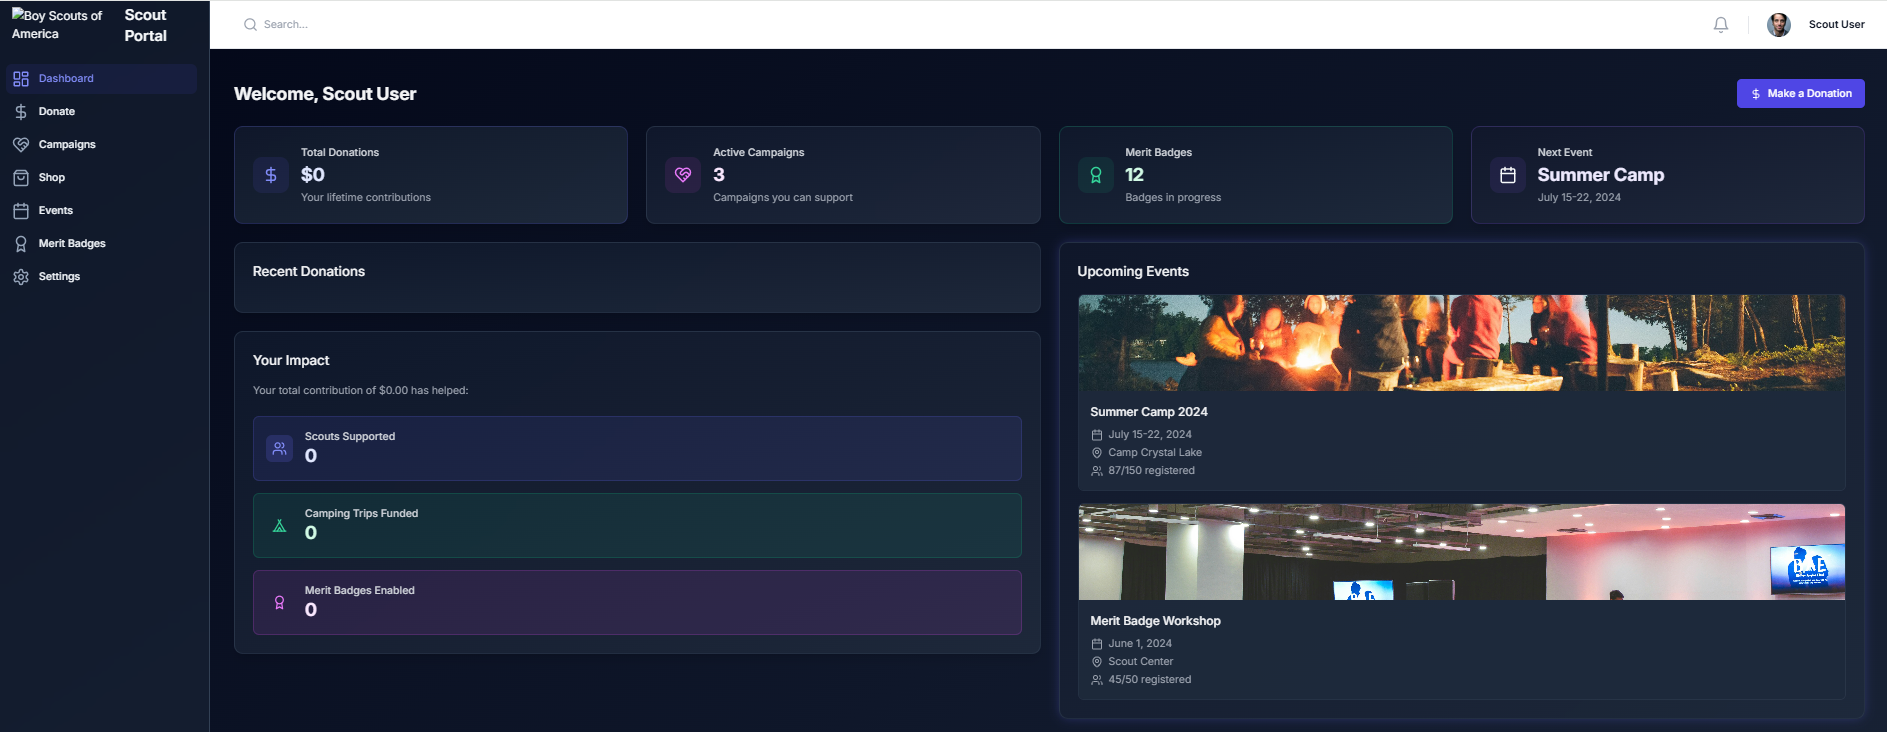 Boy Scouts of America
Scout Portal
Search...
Scout User
Dashboard
Donate
Campaigns
Shop
Events
Merit Badges
Settings
Welcome, Scout User
Make a Donation
Total Donations
$0
Your lifetime contributions
Active Campaigns
3
Campaigns you can support
Merit Badges
12
Badges in progress
Next Event
Summer Camp
July 15-22, 2024
Recent Donations
Your Impact
Your total contribution of $0.00 has helped:
Scouts Supported
0
Camping Trips Funded
0
Merit Badges Enabled
0
Upcoming Events
Summer Camp 2024
July 15-22, 2024
Camp Crystal Lake
87/150 registered
Merit Badge Workshop
June 1, 2024
Scout Center
45/50 registered